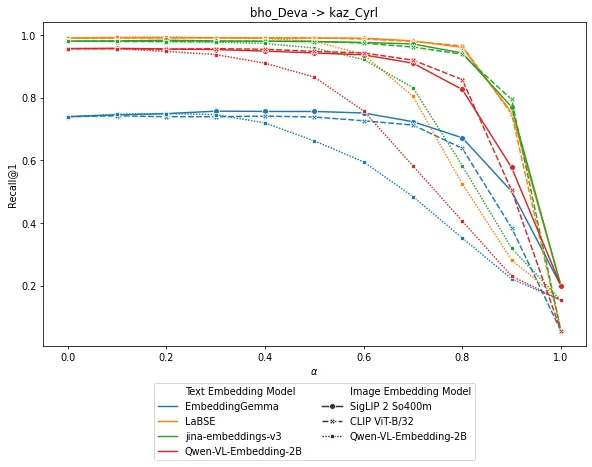 bho_Deva -> kaz_Cyrl
1.0
0.8
0.6
0.4
0.2
Recall@1
0.0 0.2 0.4 0.6 0.8 1.0
α
Text Embedding Model Image Embedding Model
EmbeddingGemma SigLIP 2 So400m
LaBSE CLIP ViT-B/32
jina-embeddings-v3 Qwen-VL-Embedding-2B
Qwen-VL-Embedding-2B